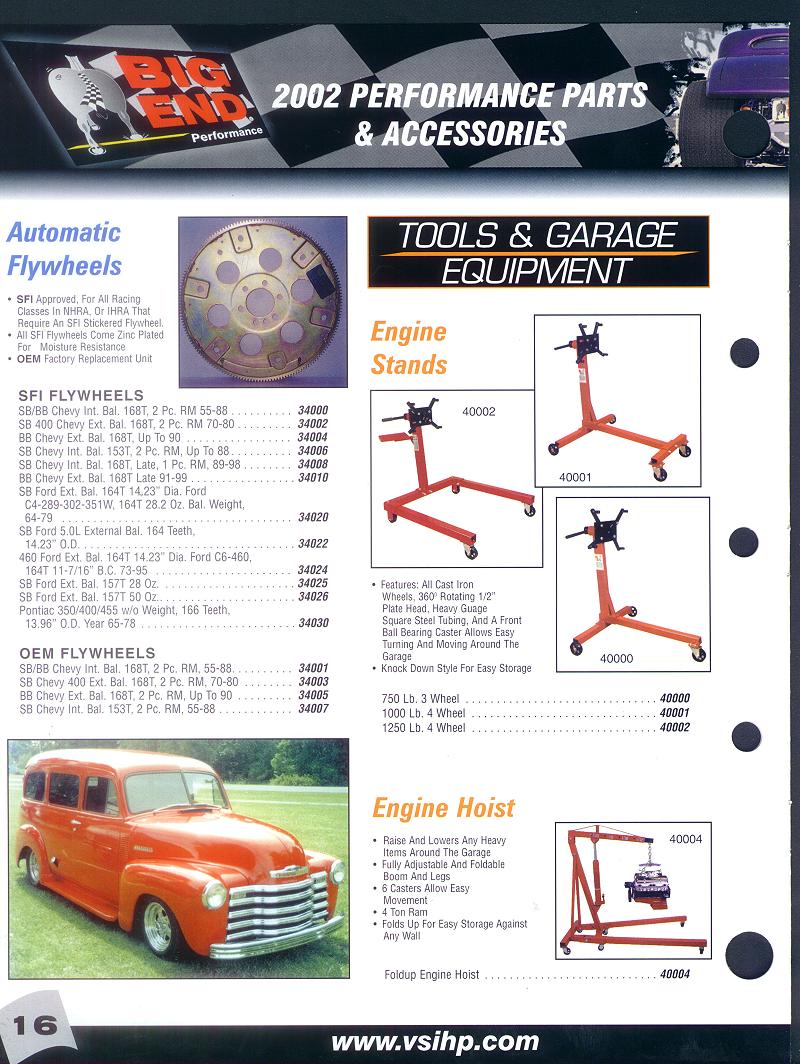 BIG
END
Performance
2002 PERFORMANCE PARTS
& ACCESSORIES
Automatic
Flywheels
• SFI Approved, For All Racing
Classes In NHRA, Or IHRA That
Require An SFI Stickered Flywheel.
• All SFI Flywheels Come Zinc Plated
For Moisture Resistance
• OEM Factory Replacement Unit
SFI FLYWHEELS
SB/BB Chevy Int. Bal. 168T, 2 Pc. RM 55-88 . . . . . . . . . . 34000
SB 400 Chevy Ext. Bal. 168T, 2 Pc. RM 70-80 . . . . . . . . . 34002
BB Chevy Ext. Bal. 168T, Up To 90 . . . . . . . . . . . . . . . . . 34004
SB Chevy Int. Bal. 153T, 2 Pc. RM, Up To 88 . . . . . . . . . . 34006
SB Chevy Int. Bal. 168T, Late, 1 Pc. RM, 89-98 . . . . . . . . 34008
BB Chevy Ext. Bal. 168T Late 91-99 . . . . . . . . . . . . . . . . . 34010
SB Ford Ext. Bal. 164T 14,23" Dia. Ford
C4-289-302-351W, 164T 28.2 Oz. Bal. Weight,
64-79 . . . . . . . . . . . . . . . . . . . . . . . . . . . . . . . . . . . . . 34020
SB Ford 5.0L External Bal. 164 Teeth,
14.23" O.D. . . . . . . . . . . . . . . . . . . . . . . . . . . . . . . . . . 34022
460 Ford Ext. Bal. 164T 14.23" Dia. Ford C6-460,
164T 11-7/16" B.C. 73-95 . . . . . . . . . . . . . . . . . . . . . . 34024
SB Ford Ext. Bal. 157T 28 Oz. . . . . . . . . . . . . . . . . . . . . . 34025
SB Ford Ext. Bal. 157T 50 Oz. . . . . . . . . . . . . . . . . . . . . . 34026
Pontiac 350/400/455 w/o Weight, 166 Teeth,
13.96" O.D. Year 65-78 . . . . . . . . . . . . . . . . . . . . . . . . . 34030
OEM FLYWHEELS
SB/BB Chevy Int. Bal. 168T, 2 Pc. RM, 55-88. . . . . . . . . . 34001
SB Chevy 400 Ext. Bal. 168T, 2 Pc. RM, 70-80 . . . . . . . . 34003
BB Chevy Ext. Bal. 168T, 2 Pc. RM, Up To 90 . . . . . . . . . 34005
SB Chevy Int. Bal. 153T, 2 Pc. RM, 55-88 . . . . . . . . . . . . 34007
TOOLS & GARAGE
EQUIPMENT
Engine
Stands
40002
40001
40000
• Features: All Cast Iron
Wheels, 360° Rotating 1/2"
Plate Head, Heavy Guage
Square Steel Tubing, And A Front
Ball Bearing Caster Allows Easy
Turning And Moving Around The
Garage
• Knock Down Style For Easy Storage
750 Lb. 3 Wheel . . . . . . . . . . . . . . . . . . . . . . . . . . . . . 40000
1000 Lb. 4 Wheel . . . . . . . . . . . . . . . . . . . . . . . . . . . . 40001
1250 Lb. 4 Wheel . . . . . . . . . . . . . . . . . . . . . . . . . . . . 40002
Engine Hoist
• Raise And Lowers Any Heavy
Items Around The Garage
• Fully Adjustable And Foldable
Boom And Legs
• 6 Casters Allow Easy
Movement
• 4 Ton Ram
• Folds Up For Easy Storage Against
Any Wall
40004
Foldup Engine Hoist . . . . . . . . . . . . . . . . . . . . . . . . . . 40004
16
www.vsihp.com